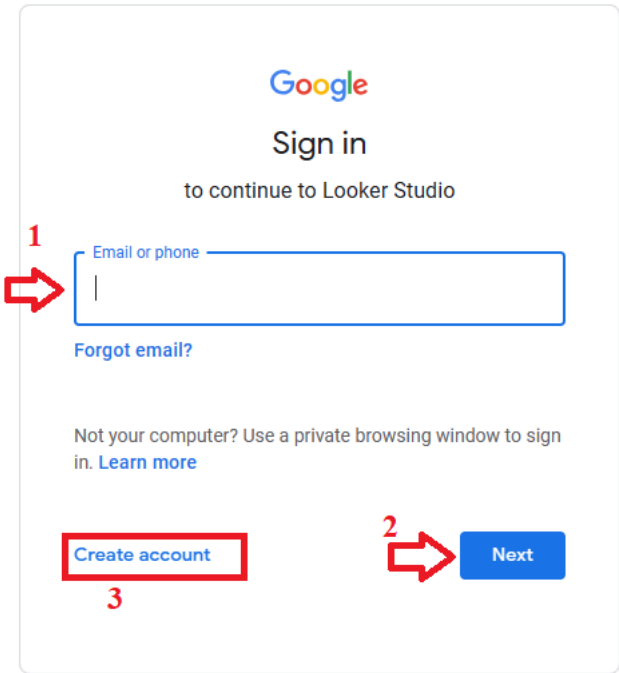 Google
Sign in
to continue to Looker Studio
1
Email or phone
Forgot email?
Not your computer? Use a private browsing window to sign
in. Learn more
2
Create account
Next
3